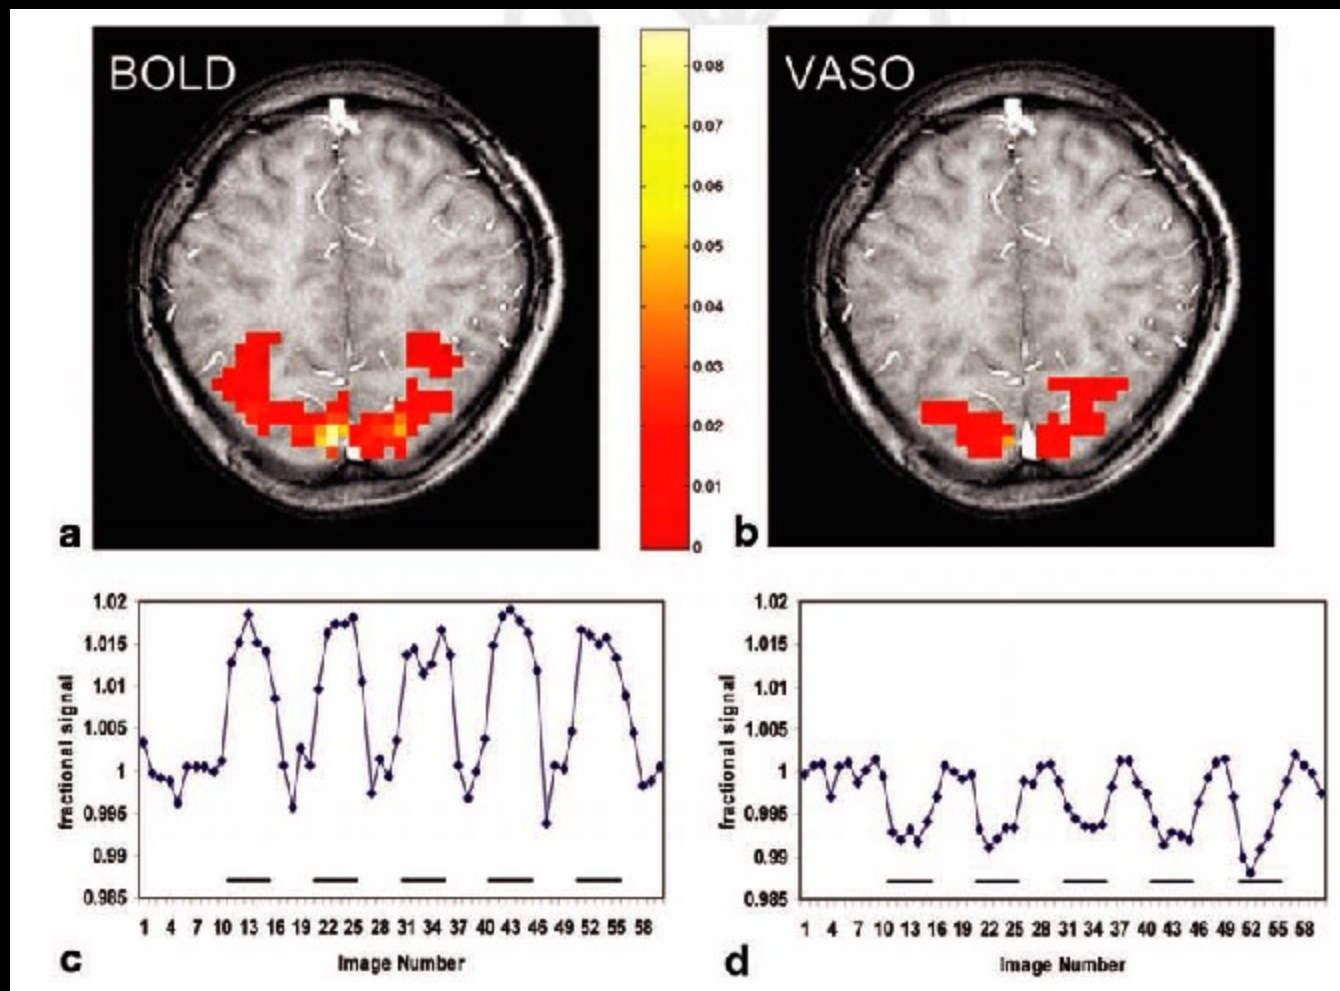 BOLD
VASO
0.08
0.07
0.06
0.05
0.04
0.03
0.02
0.01
0
a
b
1.02
1.015
1.01
1.005
1
0.995
0.99
0.985
fractional signal
1 4 7 10 13 16 19 22 25 28 31 34 37 40 43 46 49 52 55 58
Image Number
c
1.02
1.015
1.01
1.005
1
0.995
0.99
0.985
fractional signal
1 4 7 10 13 16 19 22 25 28 31 34 37 40 43 46 49 52 55 58
Image Number
d